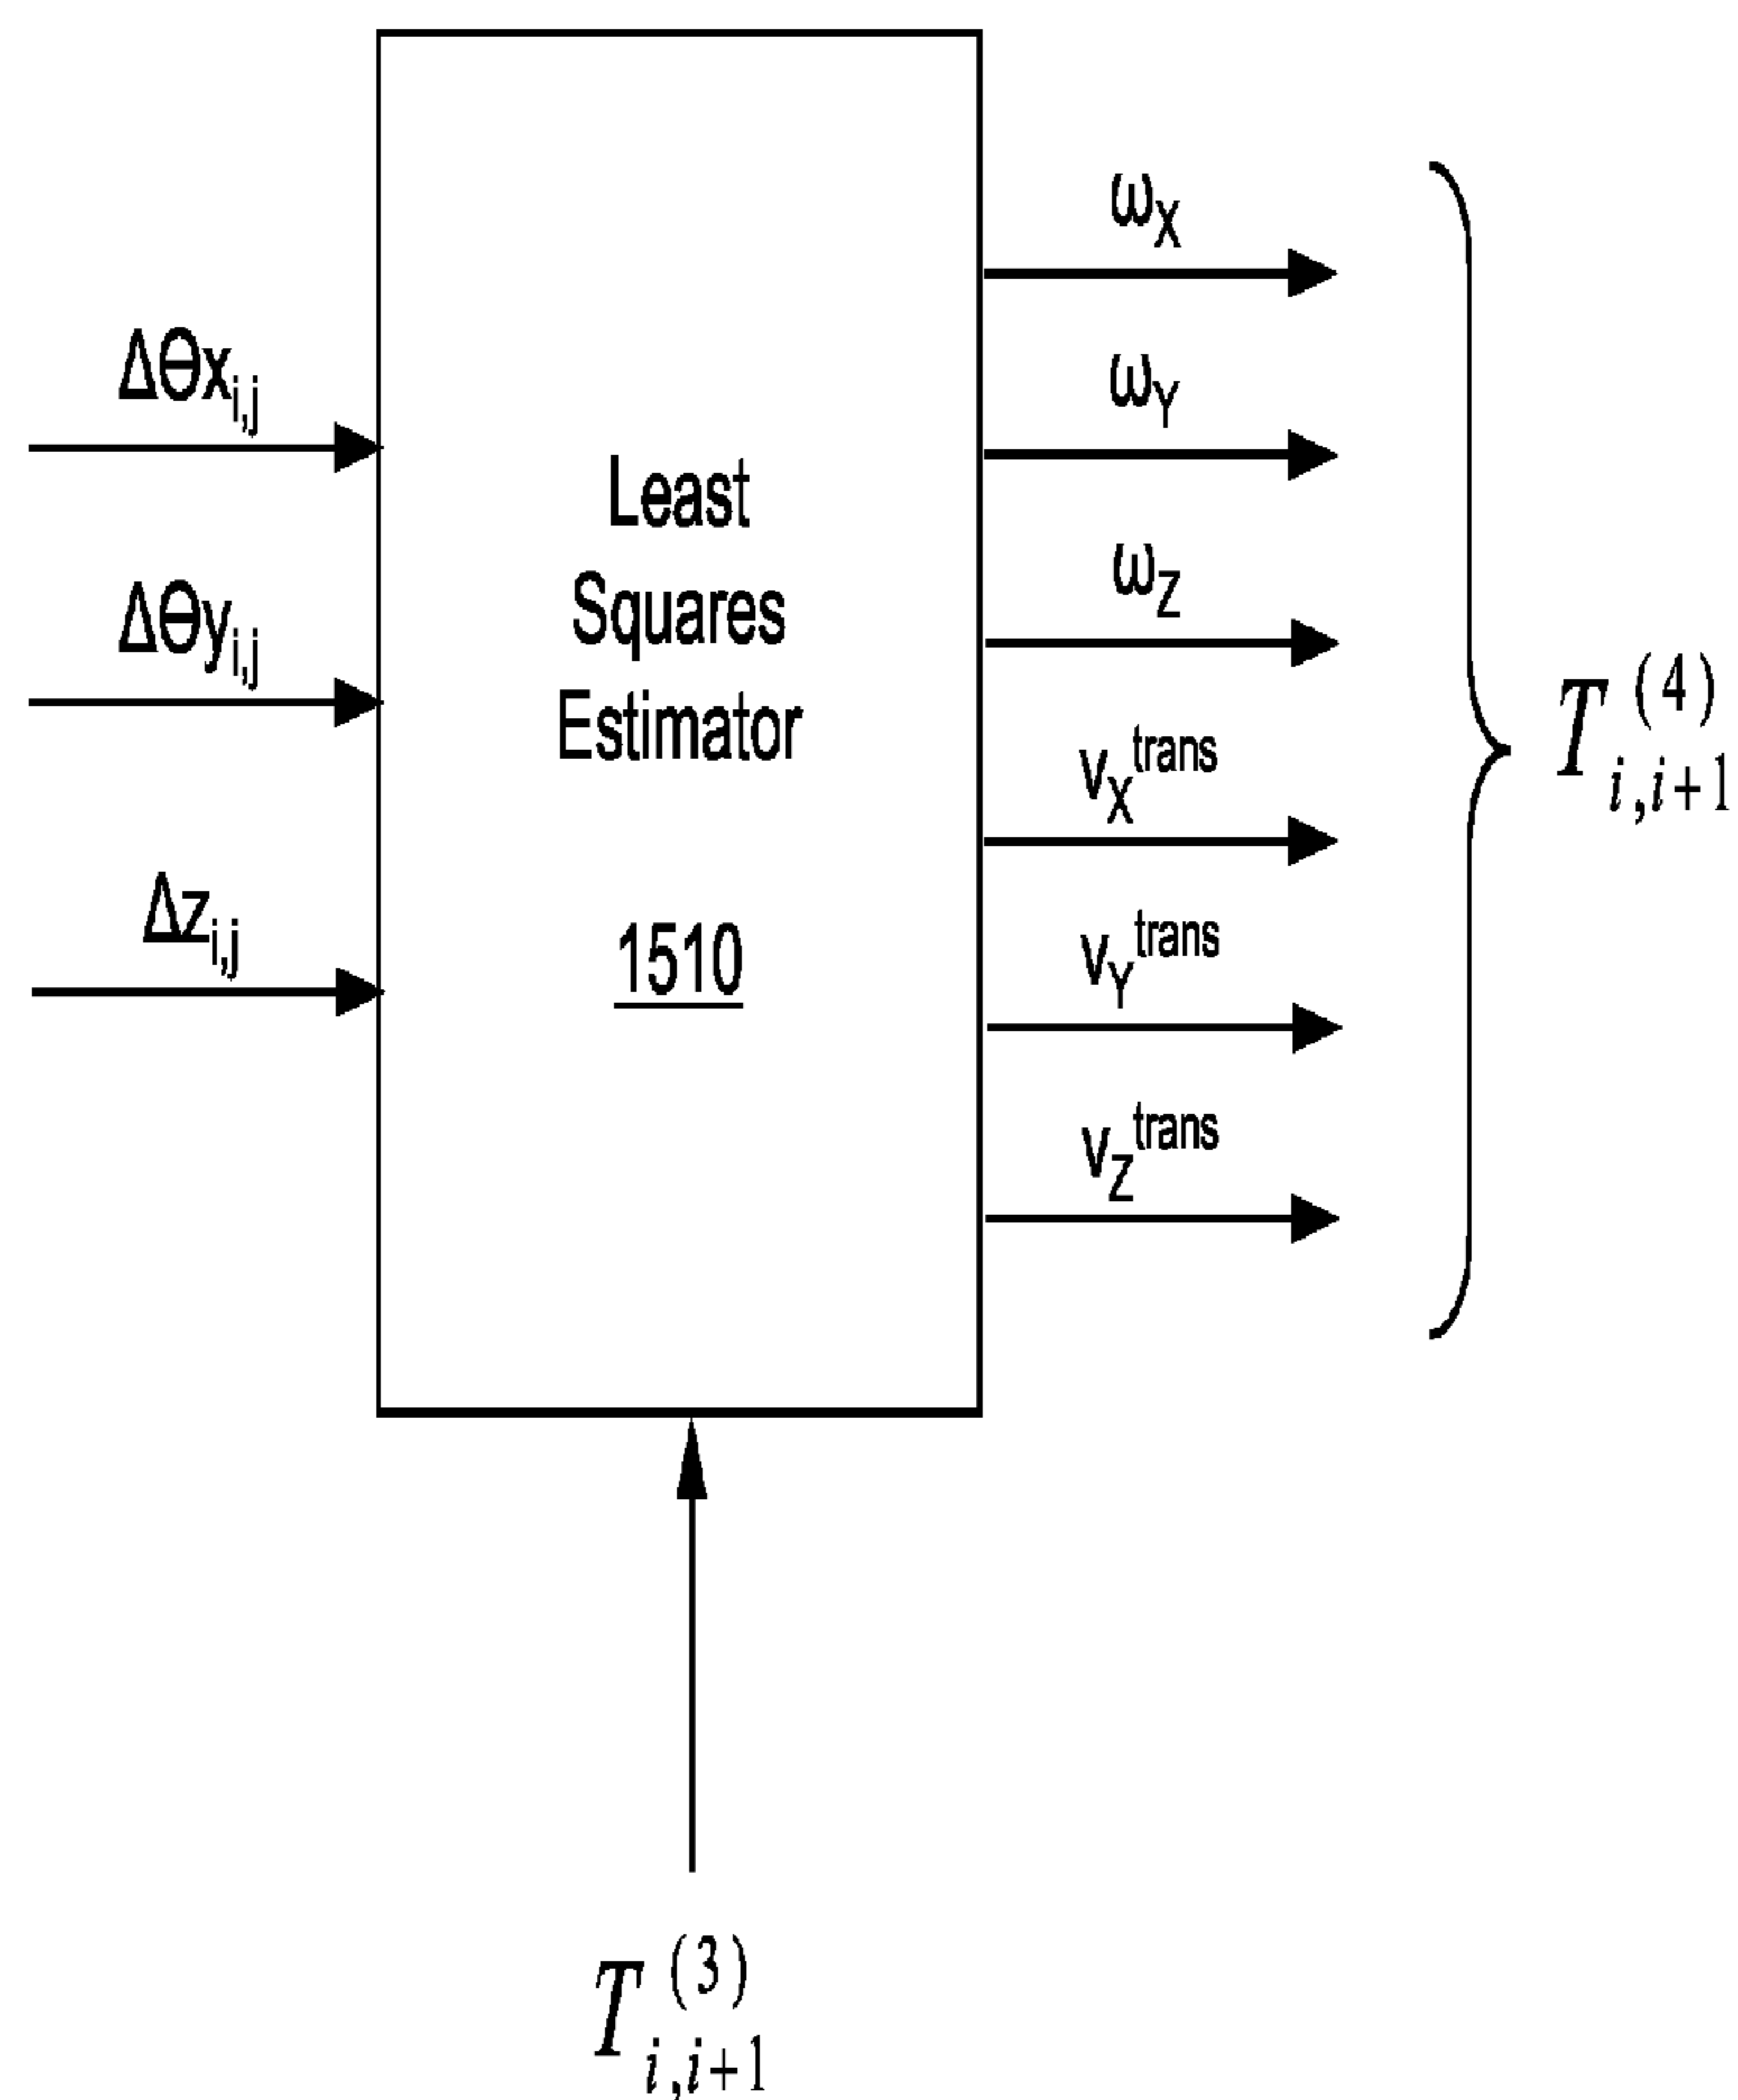 Δθx_{i,j}
Δθy_{i,j}
Δz_{i,j}
Least
Squares
Estimator
1510
ω_X
ω_Y
ω_Z
v_X^{trans}
v_Y^{trans}
v_Z^{trans}
T_{i,i+1}^{(4)}
T_{i,i+1}^{(3)}